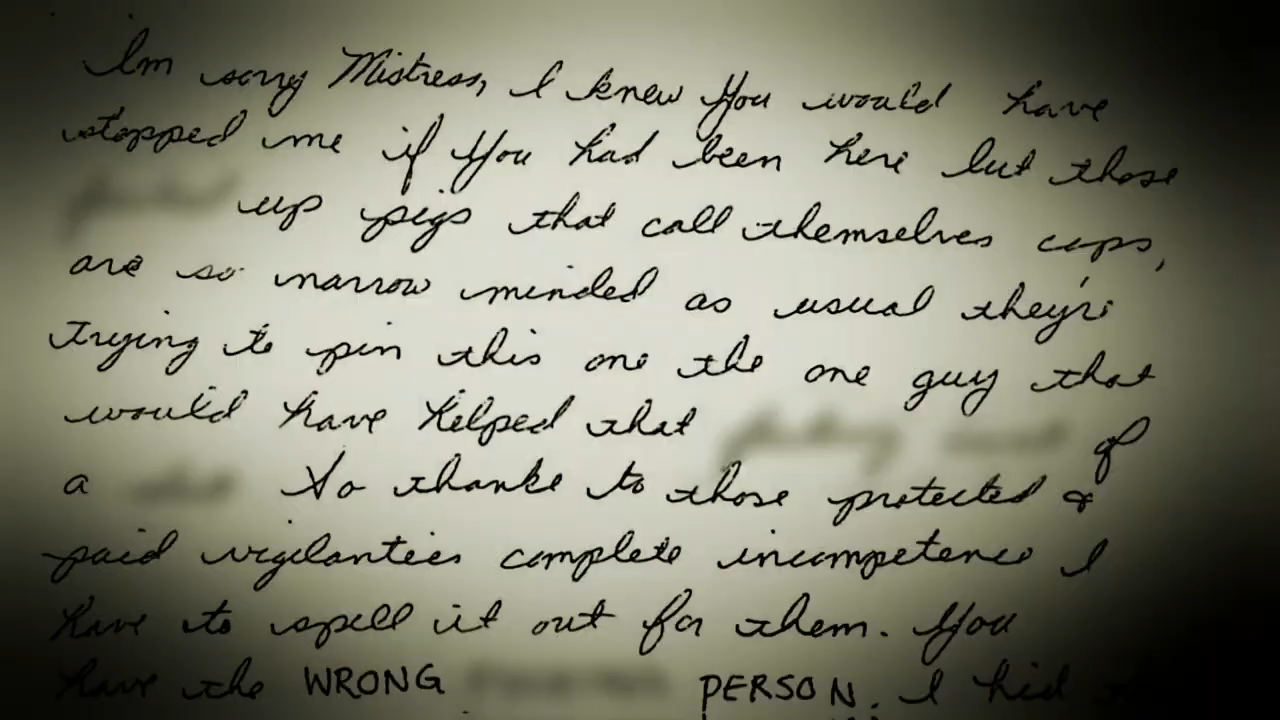 Im sorry Mistress, I knew You would have
stopped me if You had been here but those
up pigs that call themselves cops,
are so narrow minded as usual they're
trying to pin this one the one guy that
would have helped that
of
a So thanks to those protected &
paid vigilanties complete incompetence I
have to spell it out for them. You
have the WRONG PERSON. I hid